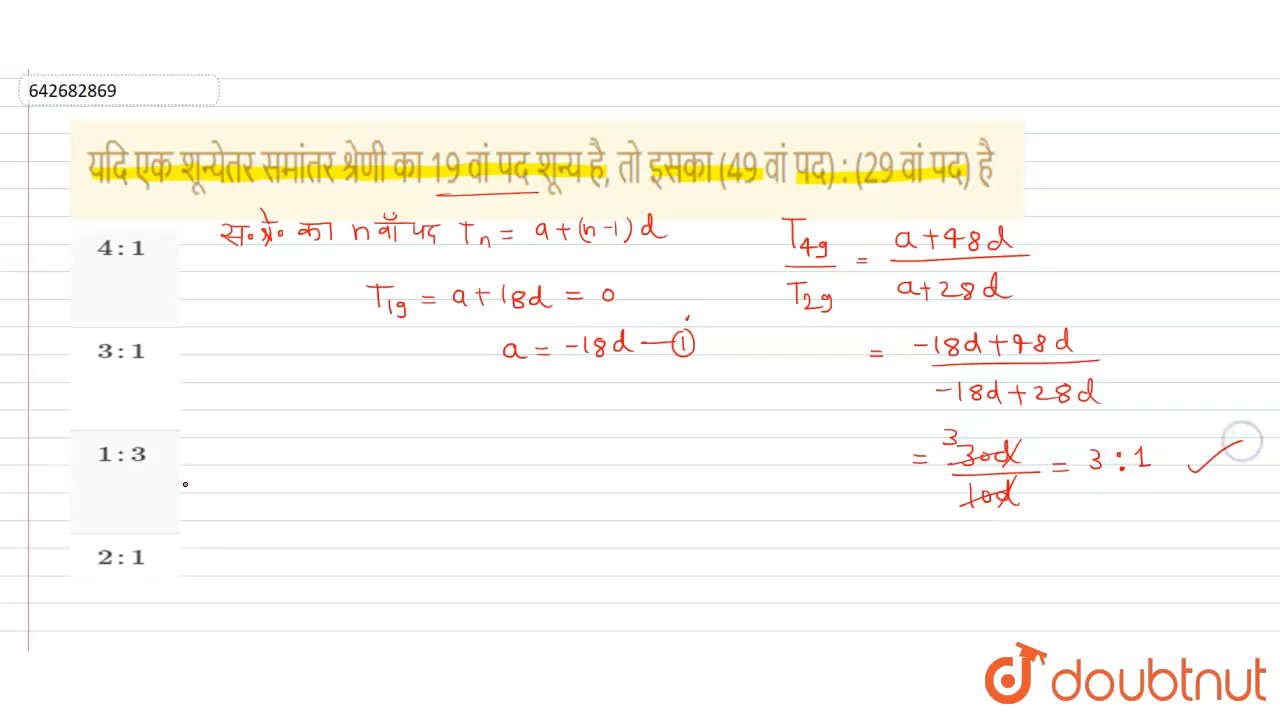 642682869
यदि एक शून्येतर समांतर श्रेणी का 19 वां पद शून्य है, तो इसका (49 वां पद) : (29 वां पद) है
4 : 1
3 : 1
1 : 3
2 : 1
स. श्रे. का n वाँ पद Tn = a + (n-1) d
T19 = a + 18d = 0
a = -18d — ①
T49 / T29 = a + 48d / a + 28d
= -18d + 48d / -18d + 28d
= 3 30d / 10d = 3 : 1 ✓
doubtnut